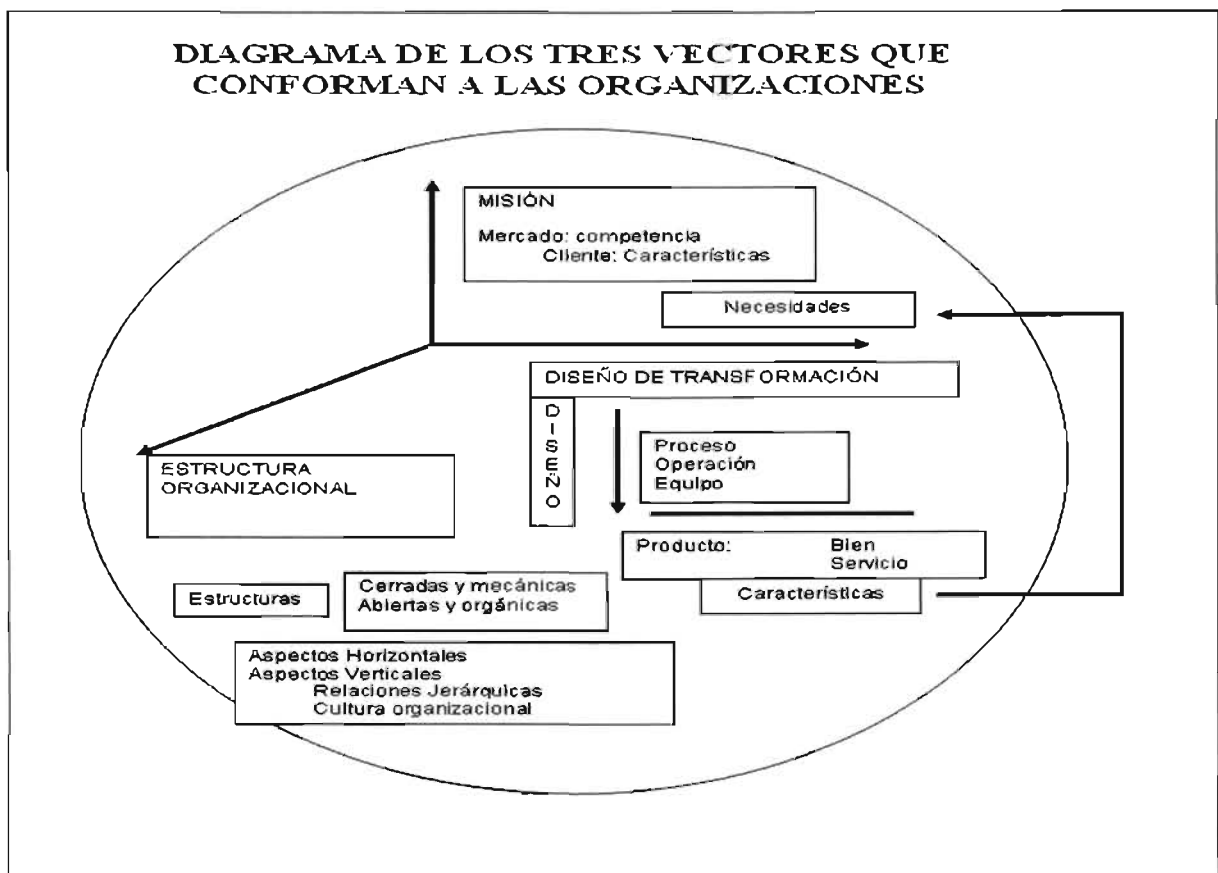 DIAGRAMA DE LOS TRES VECTORES QUE
CONFORMAN A LAS ORGANIZACIONES
MISIÓN
Mercado: competencia
Cliente: Características
Necesidades
DISEÑO DE TRANSFORMACIÓN
DISEÑO
Proceso
Operación
Equipo
Producto: Bien
Servicio
Características
ESTRUCTURA
ORGANIZACIONAL
Estructuras
Cerradas y mecánicas
Abiertas y orgánicas
Aspectos Horizontales
Aspectos Verticales
Relaciones Jerárquicas
Cultura organizacional